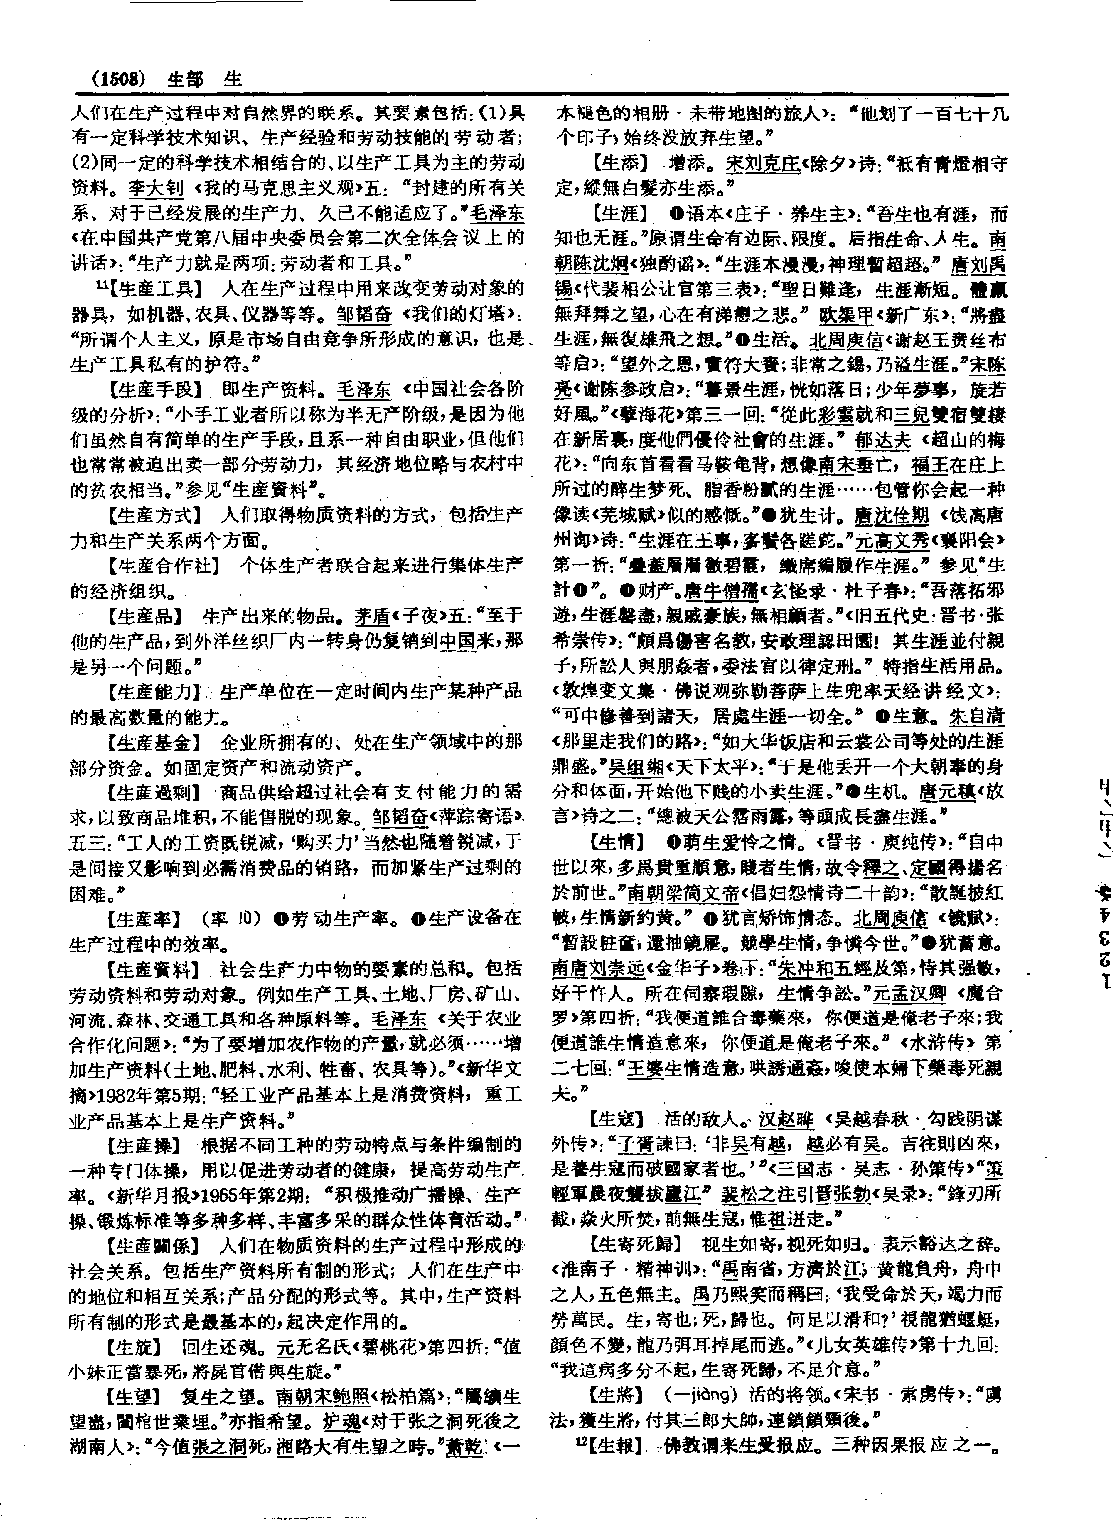 (1508) 生部 生
人们在生产过程中对自然界的联系。其要素包括：(1)具
有一定科学技术知识、生产经验和劳动技能的劳动者；
(2)同一定的科学技术相结合的、以生产工具为主的劳动
资料。李大钊《我的马克思主义观》五：“封建的所有关
系、对于已经发展的生产力、久已不能适应了。”毛泽东
《在中国共产党第八届中央委员会第二次全体会议上的
讲话》：“生产力就是两项：劳动者和工具。”
11【生産工具】 人在生产过程中用来改变劳动对象的
器具，如机器、农具、仪器等等。邹韬奋《我们的灯塔》：
“所谓个人主义，原是市场自由竞争所形成的意识，也是
生产工具私有的护符。”
【生産手段】 即生产资料。毛泽东《中国社会各阶
级的分析》：“小手工业者所以称为半无产阶级，是因为他
们虽然自有简单的生产手段，且系一种自由职业，但他们
也常常被迫出卖一部分劳动力，其经济地位略与农村中
的贫农相当。”参见“生産資料”。
【生産方式】 人们取得物质资料的方式，包括生产
力和生产关系两个方面。
【生産合作社】 个体生产者联合起来进行集体生产
的经济组织。
【生産品】 生产出来的物品。茅盾《子夜》五：“至于
他的生产品，到外洋丝织厂内一转身仍复销到中国来，那
是另一个问题。”
【生産能力】 生产单位在一定时间内生产某种产品
的最高数量的能力。
【生産基金】 企业所拥有的、处在生产领域中的那
部分资金。如固定资产和流动资产。
【生産過剩】 商品供给超过社会有支付能力的需
求，以致商品堆积，不能售脱的现象。邹韬奋《萍踪寄语》
五三：“工人的工资既锐减，‘购买力’当然也随着锐减，于
是间接又影响到必需消费品的销路，而加紧生产过剩的
困难。”
【生産率】 （率 lǜ）❶劳动生产率。❷生产设备在
生产过程中的效率。
【生産資料】 社会生产力中物的要素的总和。包括
劳动资料和劳动对象。例如生产工具、土地、厂房、矿山、
河流、森林、交通工具和各种原料等。毛泽东《关于农业
合作化问题》：“为了要增加农作物的产量，就必须……增
加生产资料（土地、肥料、水利、牲畜、农具等）。”《新华文
摘》1982年第5期：“轻工业产品基本上是消费资料，重工
业产品基本上是生产资料。”
【生産操】 根据不同工种的劳动特点与条件编制的
一种专门体操，用以促进劳动者的健康，提高劳动生产
率。《新华月报》1965年第2期：“积极推动广播操、生产
操、锻炼标准等多种多样、丰富多采的群众性体育活动。”
【生産關係】 人们在物质资料的生产过程中形成的
社会关系。包括生产资料所有制的形式；人们在生产中
的地位和相互关系；产品分配的形式等。其中，生产资料
所有制的形式是最基本的，起决定作用的。
【生旋】 回生还魂。元无名氏《碧桃花》第四折：“值
小妹正當暴死，將屍官借與生旋。”
【生望】 复生之望。南朝宋鲍照《松柏篇》：“屬纊生
望盡，闔棺世業埋。”亦指希望。炉魂《对于张之洞死後之
湖南人》：“今值張之洞死，湘路大有生望之時。”萧乾《一
本褪色的相册·未带地图的旅人》：“他划了一百七十几
个印子，始终没放弃生望。”
【生添】 增添。宋刘克庄《除夕》诗：“衹有青燈相守
定，縱無白髮亦生添。”
【生涯】 ❶语本《庄子·养生主》：“吾生也有涯，而
知也无涯。”原谓生命有边际、限度。后指生命、人生。南
朝陈沈炯《独酌谣》：“生涯本漫漫，神理暫超超。”唐刘禹
锡《代裴相公让官第三表》：“聖日難逢，生涯漸短。體羸
無拜舞之望，心在有涕戀之悲。”欧榘甲《新广东》：“將盡
生涯，無復雄飛之想。”❷生活。北周庾信《谢赵王赉丝布
等启》：“望外之恩，實符大賚；非常之錫，乃溢生涯。”宋陈
亮《谢陈参政启》：“暮景生涯，恍如落日；少年夢事，旋若
好風。”《孽海花》第三一回：“從此彩雲就和三兒雙宿雙棲
在新居裏，度他們優伶社會的生涯。”郁达夫《超山的梅
花》：“向东首看看马鞍龟背，想像南宋垂亡，福王在庄上
所过的醉生梦死、脂香粉腻的生涯……包管你会起一种
像读《芜城赋》似的感慨。”❸犹生计。唐沈佺期《饯高唐
州询》诗：“生涯在王事，客鬢各蹉跎。”元高文秀《襄阳会》
第一折：“疊蓋層層徹碧霞，織席編履作生涯。”参见“生
計❶”。❹财产。唐牛僧孺《玄怪录·杜子春》：“吾落拓邪
遊，生涯罄盡，親戚豪族，無相顧者。”《旧五代史·晋书·张
希崇传》：“頗爲傷害名教，安敢理認田園！其生涯並付親
子，所訟人與朋姦者，委法官以律定刑。”特指生活用品。
《敦煌变文集·佛说观弥勒菩萨上生兜率天经讲经文》：
“可中修善到諸天，居處生涯一切全。”❺生意。朱自清
《那里走我们的路》：“如大华饭店和云裳公司等处的生涯
鼎盛。”吴组缃《天下太平》：“于是他丢开一个大朝奉的身
分和体面，开始他下贱的小卖生涯。”❻生机。唐元稹《放
言》诗之二：“總被天公霑雨露，等頭成長盡生涯。”
【生情】 ❶萌生爱怜之情。《晋书·庾纯传》：“自中
世以來，多爲貴重順意，賤者生情，故令釋之、定國得揚名
於前世。”南朝梁简文帝《倡妇怨情诗二十韵》：“散誕披紅
帔，生情新約黄。”❷犹言矫饰情态。北周庾信《镜赋》：
“暫設粧奩，還抽鏡屜。競學生情，争憐今世。”❸犹蓄意。
南唐刘崇远《金华子》卷下：“朱冲和五經及第，恃其强敏，
好干忤人。所在伺察瑕隙，生情争訟。”元孟汉卿《魔合
罗》第四折：“我便道誰合毒藥來，你便道是俺老子來；我
便道誰生情造意來，你便道是俺老子來。”《水浒传》第
二七回：“王婆生情造意，哄誘通姦，唆使本婦下藥毒死親
夫。”
【生寇】 活的敌人。汉赵晔《吴越春秋·勾践阴谋
外传》：“子胥諫曰：‘非吴有越，越必有吴。吉往則凶來，
是養生寇而破國家者也。’”《三国志·吴志·孙策传》“策
輕軍晨夜襲拔廬江”裴松之注引晋张勃《吴录》：“鋒刃所
截，焱火所焚，前無生寇，惟祖迸走。”
【生寄死歸】 视生如寄，视死如归。表示豁达之辞。
《淮南子·精神训》：“禹南省，方濟於江，黄龍負舟，舟中
之人，五色無主。禹乃熙笑而稱曰：‘我受命於天，竭力而
勞萬民。生，寄也；死，歸也。何足以滑和？’視龍猶蝘蜓，
顔色不變，龍乃弭耳掉尾而逃。”《儿女英雄传》第十九回：
“我這病多分不起，生寄死歸，不足介意。”
【生將】 （—jiàng）活的将领。《宋书·索虏传》：“虜
法，獲生將，付其三郎大帥，連鎖鎖頸後。”
12【生報】 佛教谓来生受报应。三种因果报应之一。